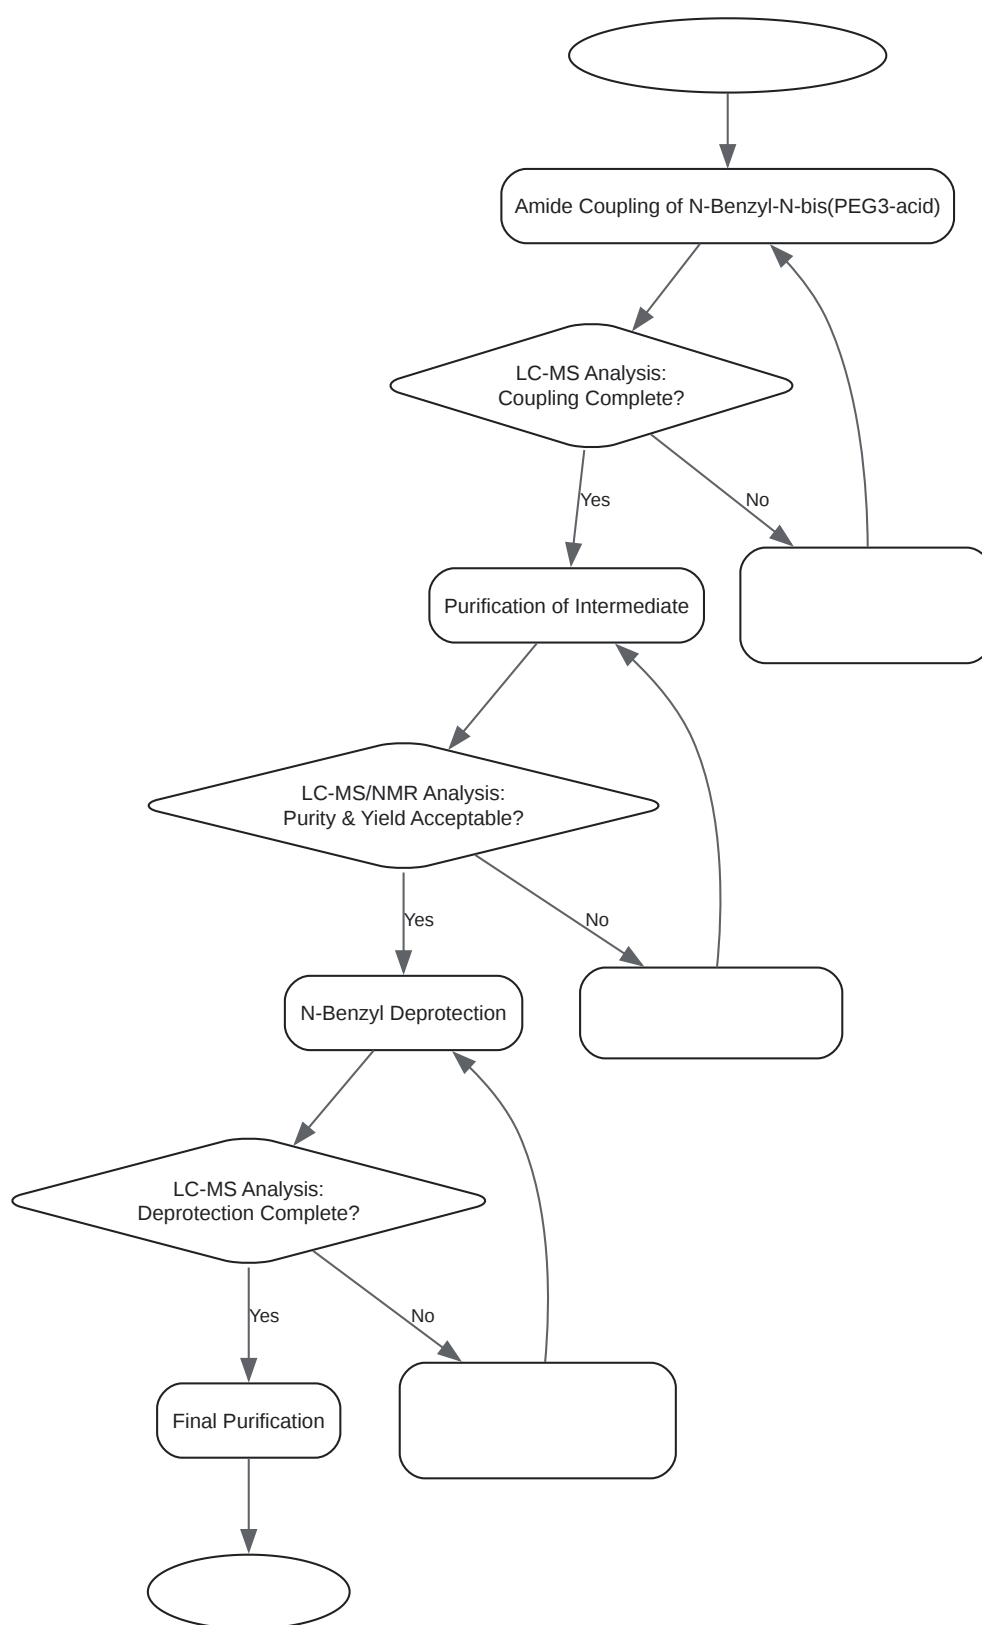 Amide Coupling of N-Benzyl-N-bis(PEG3-acid)
LC-MS Analysis:
Coupling Complete?
Yes
No
Purification of Intermediate
LC-MS/NMR Analysis:
Purity & Yield Acceptable?
Yes
No
N-Benzyl Deprotection
LC-MS Analysis:
Deprotection Complete?
Yes
No
Final Purification